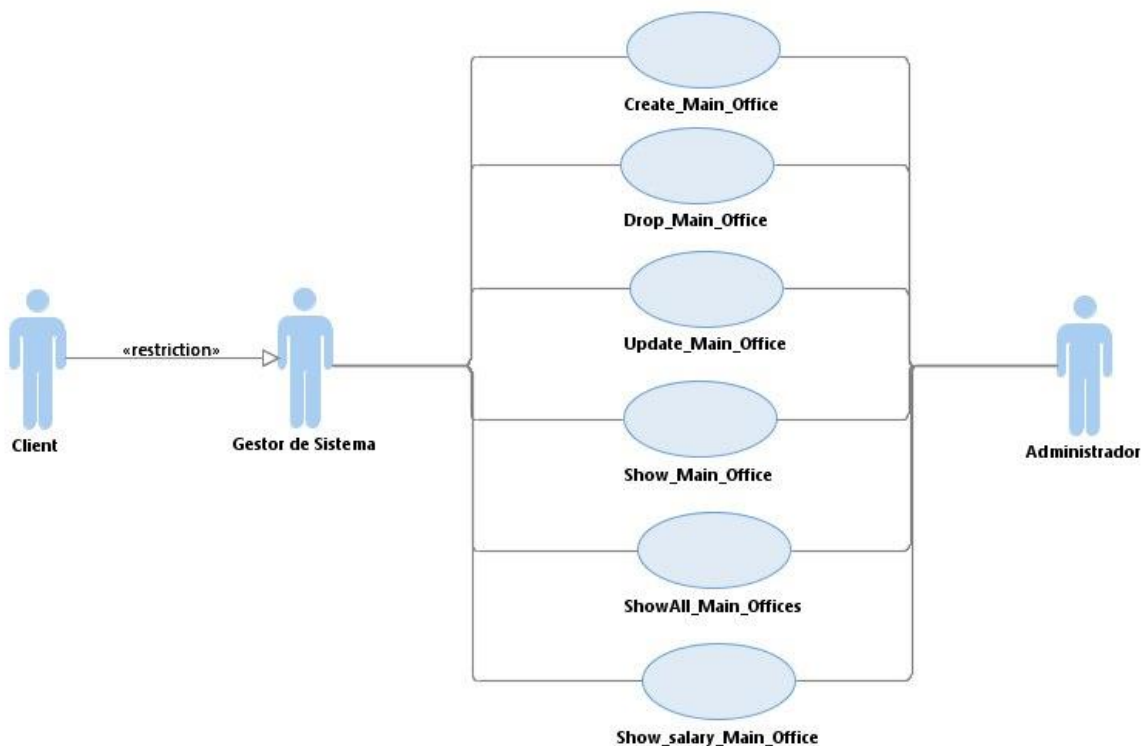 Create_Main_Office
Drop_Main_Office
Update_Main_Office
«restriction»
Client
Gestor de Sistema
Administrador
Show_Main_Office
ShowAll_Main_Offices
Show_salary_Main_Office